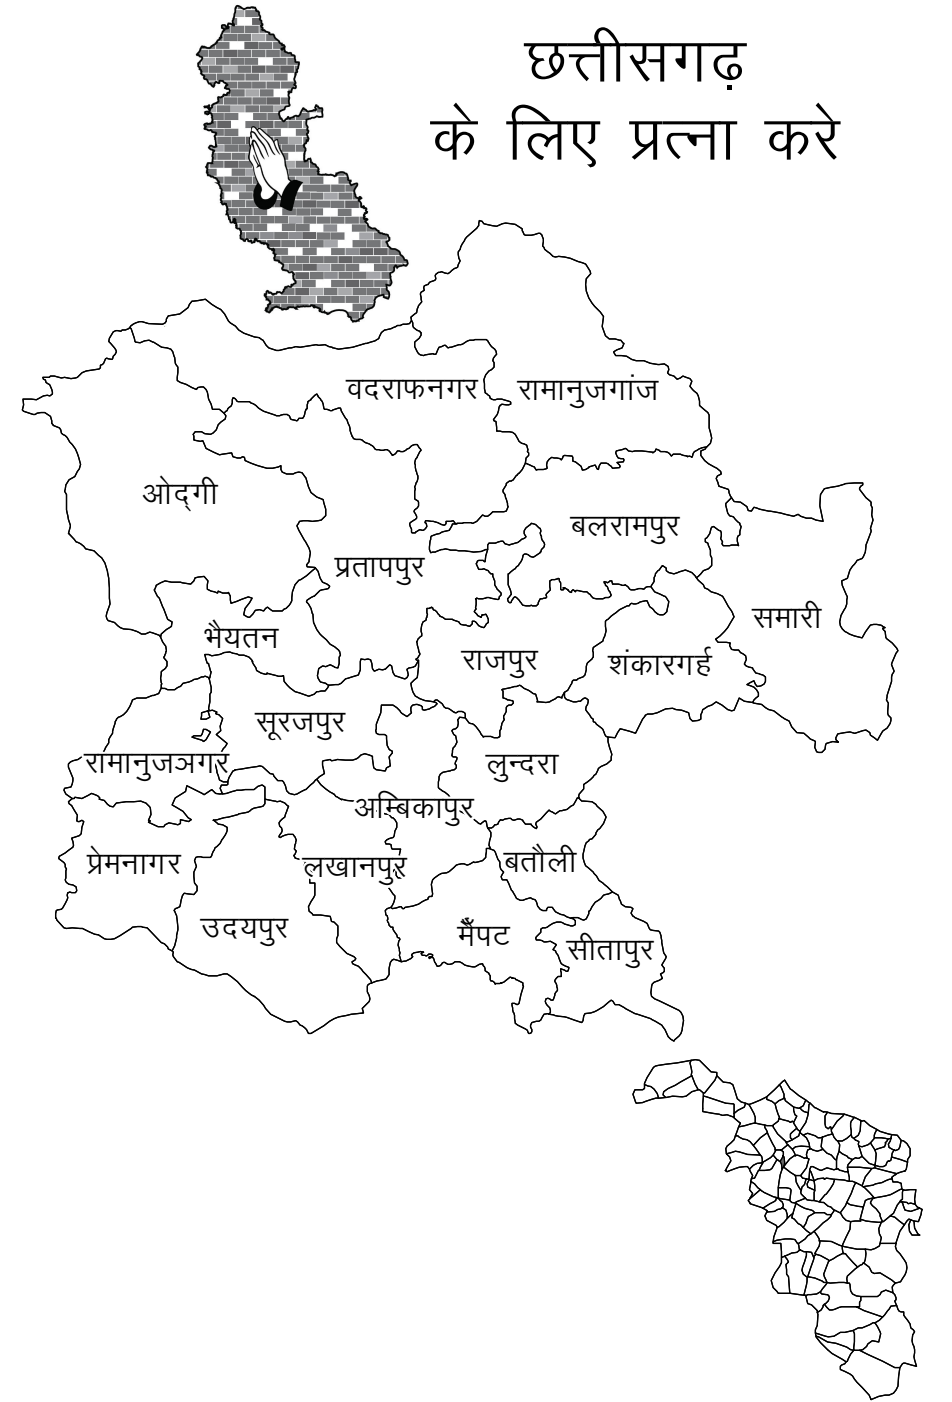 छत्तीसगढ़
के लिए प्रत्ना करे
वदराफनगर
रामानुजगांज
ओद्गी
बलरामपुर
प्रतापपुर
समारी
भैयतन
राजपुर
शंकारगर्ह
सूरजपुर
रामानुजञगर
लुन्दरा
अम्बिकापुर
प्रेमनागर
लखानपुर
बतौली
उदयपुर
मैंपट
सीतापुर